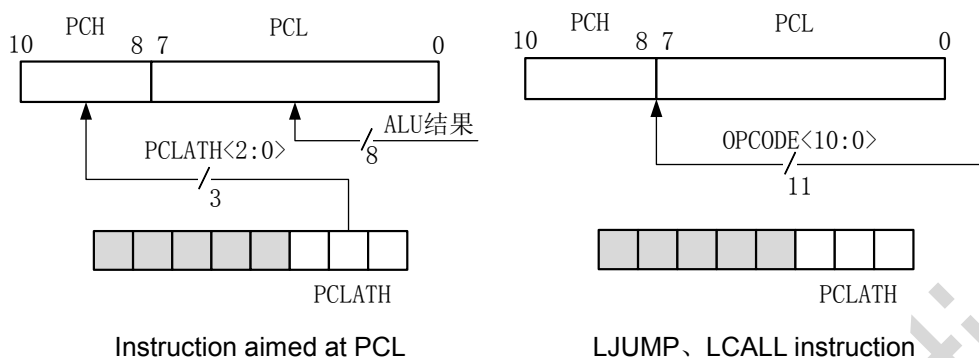 PCH PCL
10 8 7 0
ALU结果
8
PCLATH<2:0>
3
PCLATH
Instruction aimed at PCL
PCH PCL
10 8 7 0
OPCODE<10:0>
11
PCLATH
LJUMP、LCALL instruction